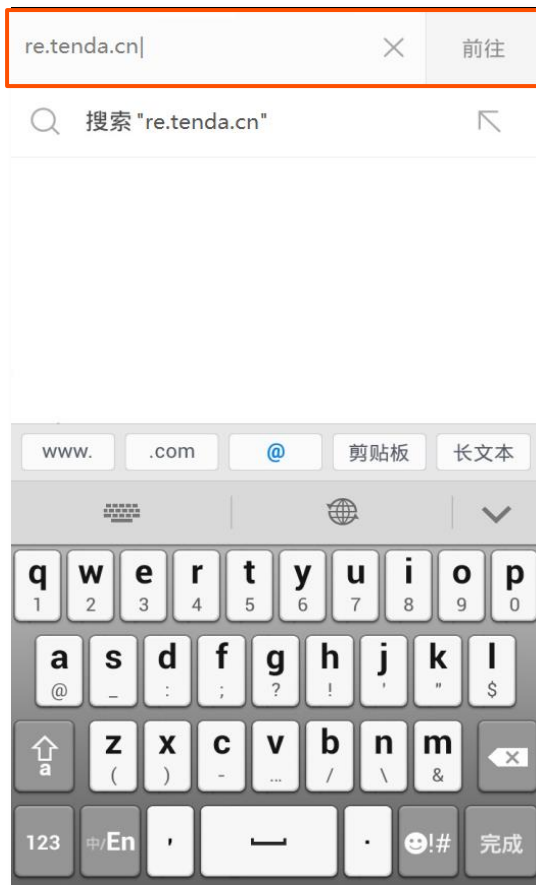 re.tenda.cn
前往
搜索 "re.tenda.cn"
www. .com @ 剪贴板 长文本
q w e r t y u i o p
1 2 3 4 5 6 7 8 9 0
a s d f g h j k l
@ _ : ; ? ! ' " $
a z x c v b n m
( ) - ... / \ &
123 中/En , . !# 完成